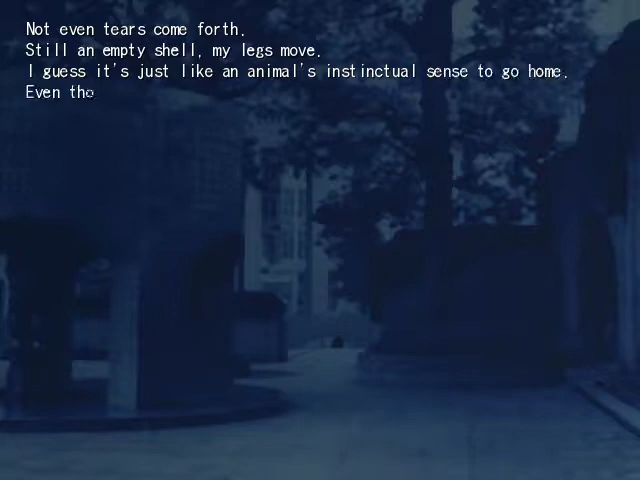 Not even tears come forth.
Still an empty shell, my legs move.
I guess it's just like an animal's instinctual sense to go home.
Even tho